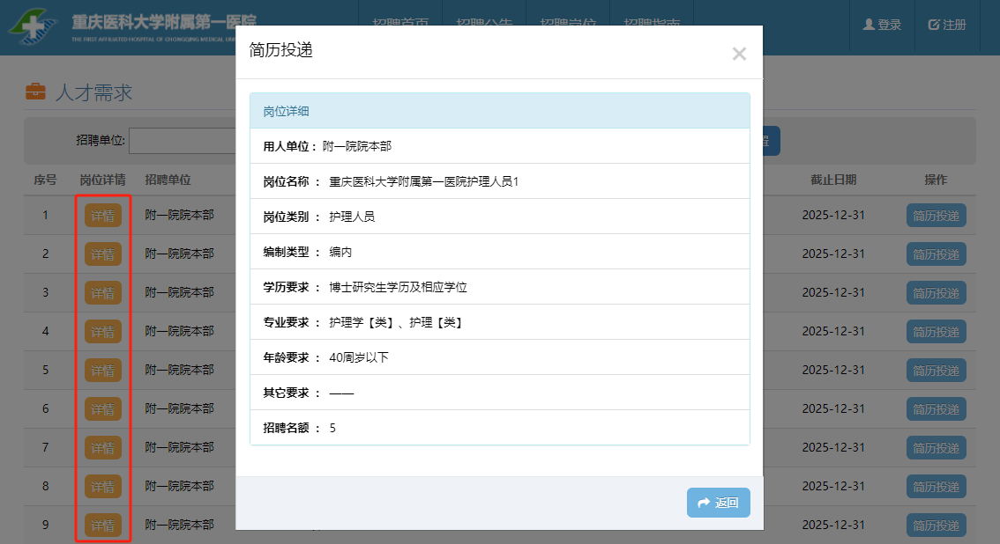 重庆医科大学附属第一医院
THE FIRST AFFILIATED HOSPITAL OF CHONGQING MEDICAL UN
招聘首页 招聘公告 招聘岗位 招聘指南
登录 注册
简历投递
×
人才需求
招聘单位:
置
序号 岗位详情 招聘单位 截止日期 操作
1 详情 附一院院本部 2025-12-31 简历投递
2 详情 附一院院本部 2025-12-31 简历投递
3 详情 附一院院本部 2025-12-31 简历投递
4 详情 附一院院本部 2025-12-31 简历投递
5 详情 附一院院本部 2025-12-31 简历投递
6 详情 附一院院本部 2025-12-31 简历投递
7 详情 附一院院本部 2025-12-31 简历投递
8 详情 附一院院本部 2025-12-31 简历投递
9 详情 附一院院本部 2025-12-31 简历投递
岗位详细
用人单位： 附一院院本部
岗位名称 ： 重庆医科大学附属第一医院护理人员1
岗位类别 ： 护理人员
编制类型 ： 编内
学历要求 ： 博士研究生学历及相应学位
专业要求 ： 护理学【类】、护理【类】
年龄要求 ： 40周岁以下
其它要求 ： ——
招聘名额 ： 5
返回